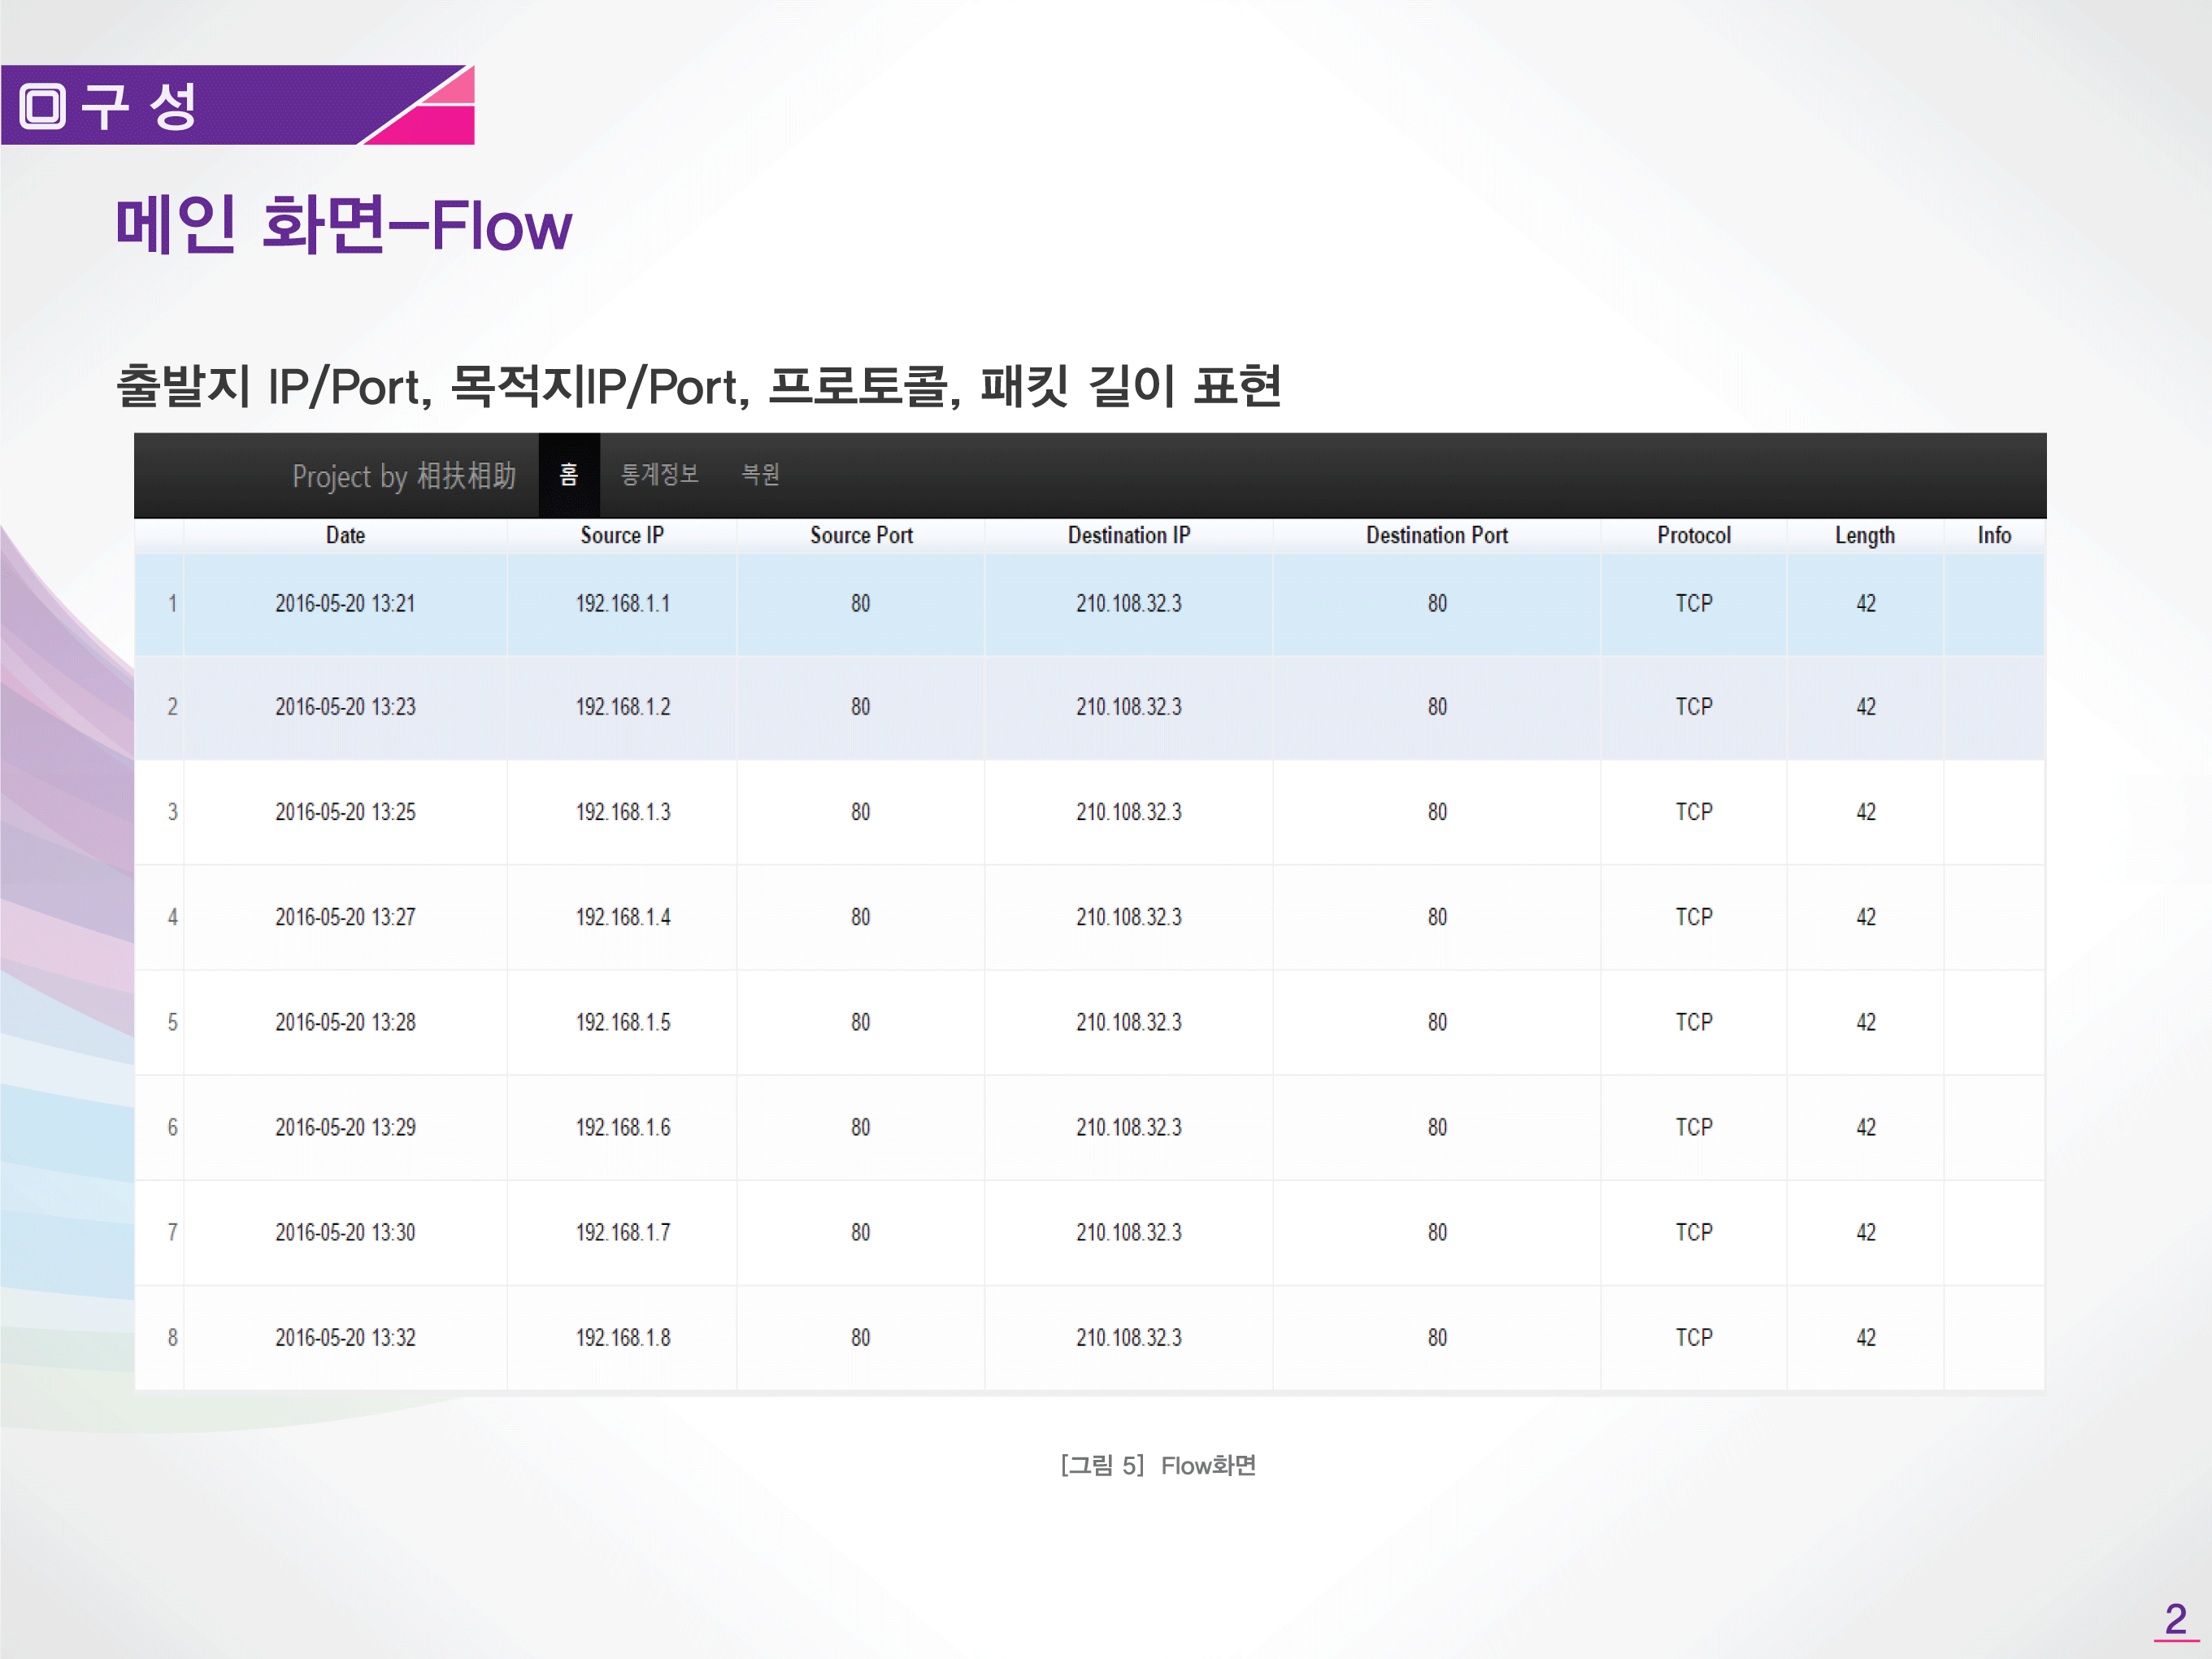 回 구 성
메인 화면-Flow
출발지 IP/Port, 목적지IP/Port, 프로토콜, 패킷 길이 표현
Project by 相扶相助 홈 통계정보 복원
Date Source IP Source Port Destination IP Destination Port Protocol Length Info
1 2016-05-20 13:21 192.168.1.1 80 210.108.32.3 80 TCP 42
2 2016-05-20 13:23 192.168.1.2 80 210.108.32.3 80 TCP 42
3 2016-05-20 13:25 192.168.1.3 80 210.108.32.3 80 TCP 42
4 2016-05-20 13:27 192.168.1.4 80 210.108.32.3 80 TCP 42
5 2016-05-20 13:28 192.168.1.5 80 210.108.32.3 80 TCP 42
6 2016-05-20 13:29 192.168.1.6 80 210.108.32.3 80 TCP 42
7 2016-05-20 13:30 192.168.1.7 80 210.108.32.3 80 TCP 42
8 2016-05-20 13:32 192.168.1.8 80 210.108.32.3 80 TCP 42
[그림 5] Flow화면
2